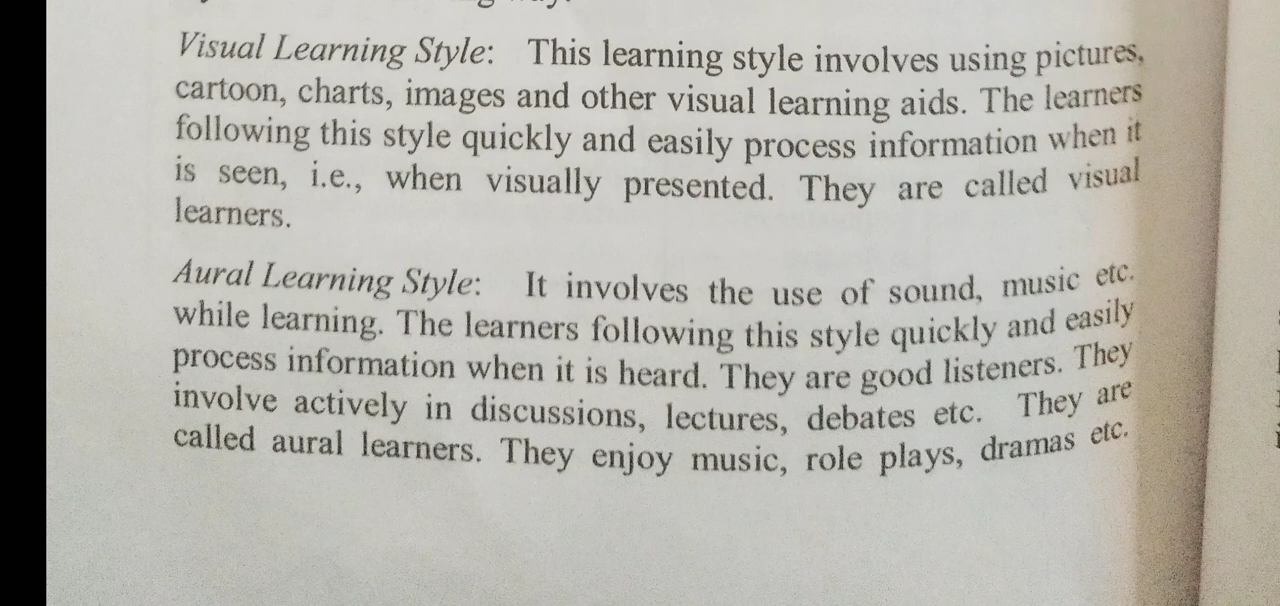 Visual Learning Style: This learning style involves using pictures,
cartoon, charts, images and other visual learning aids. The learners
following this style quickly and easily process information when it
is seen, i.e., when visually presented. They are called visual
learners.
Aural Learning Style: It involves the use of sound, music etc.
while learning. The learners following this style quickly and easily
process information when it is heard. They are good listeners. They
involve actively in discussions, lectures, debates etc. They are
called aural learners. They enjoy music, role plays, dramas etc.